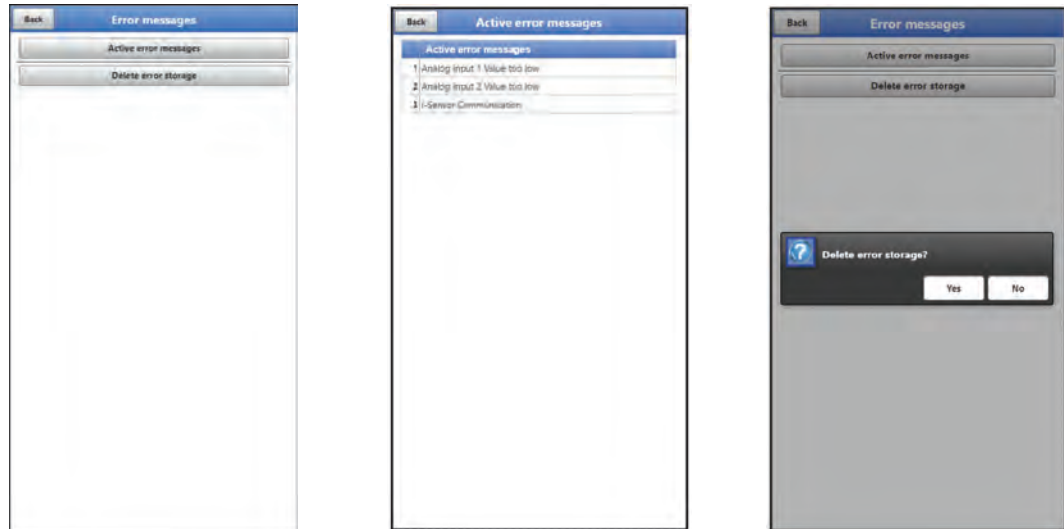 Back Error messages
Active error messages
Delete error storage
Back Active error messages
Active error messages
1 Analog input 1 Value too low
2 Analog input 2 Value too low
3 i-Sensor Communication
Back Error messages
Active error messages
Delete error storage
Delete error storage?
Yes No